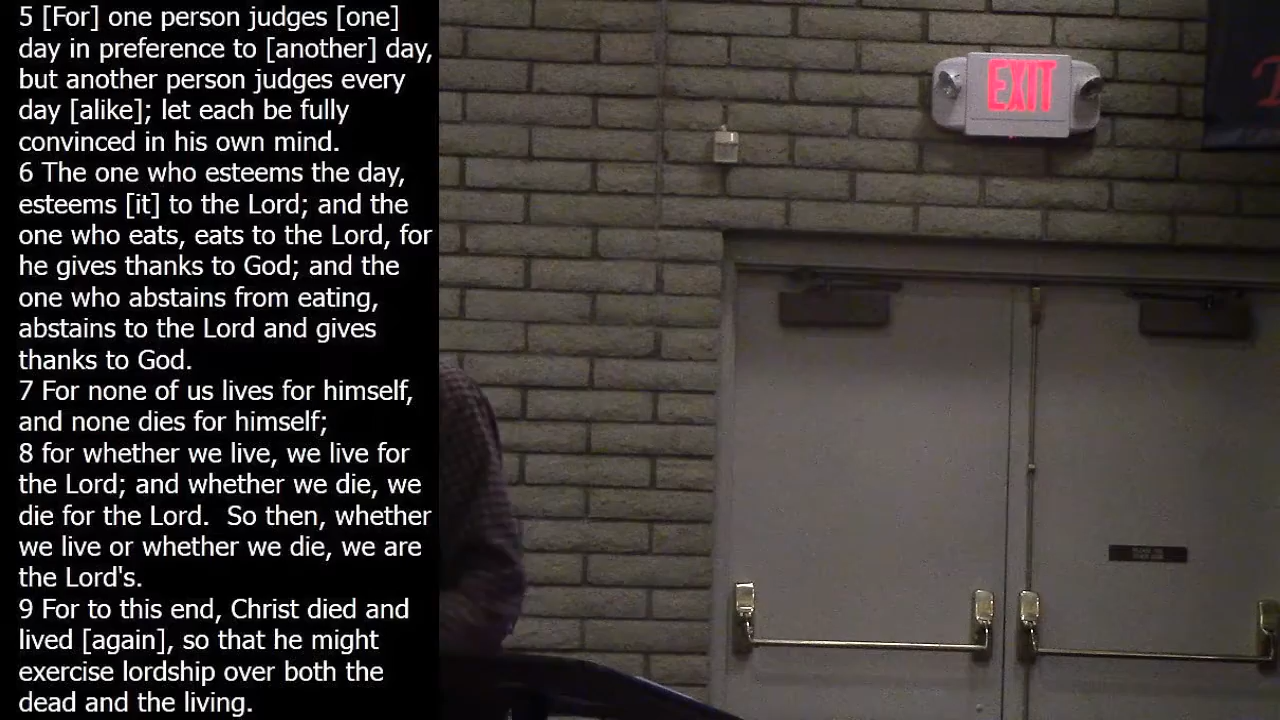 5 [For] one person judges [one]
day in preference to [another] day,
but another person judges every
day [alike]; let each be fully
convinced in his own mind.
6 The one who esteems the day,
esteems [it] to the Lord; and the
one who eats, eats to the Lord, for
he gives thanks to God; and the
one who abstains from eating,
abstains to the Lord and gives
thanks to God.
7 For none of us lives for himself,
and none dies for himself;
8 for whether we live, we live for
the Lord; and whether we die, we
die for the Lord.  So then, whether
we live or whether we die, we are
the Lord's.
9 For to this end, Christ died and
lived [again], so that he might
exercise lordship over both the
dead and the living.
EXIT